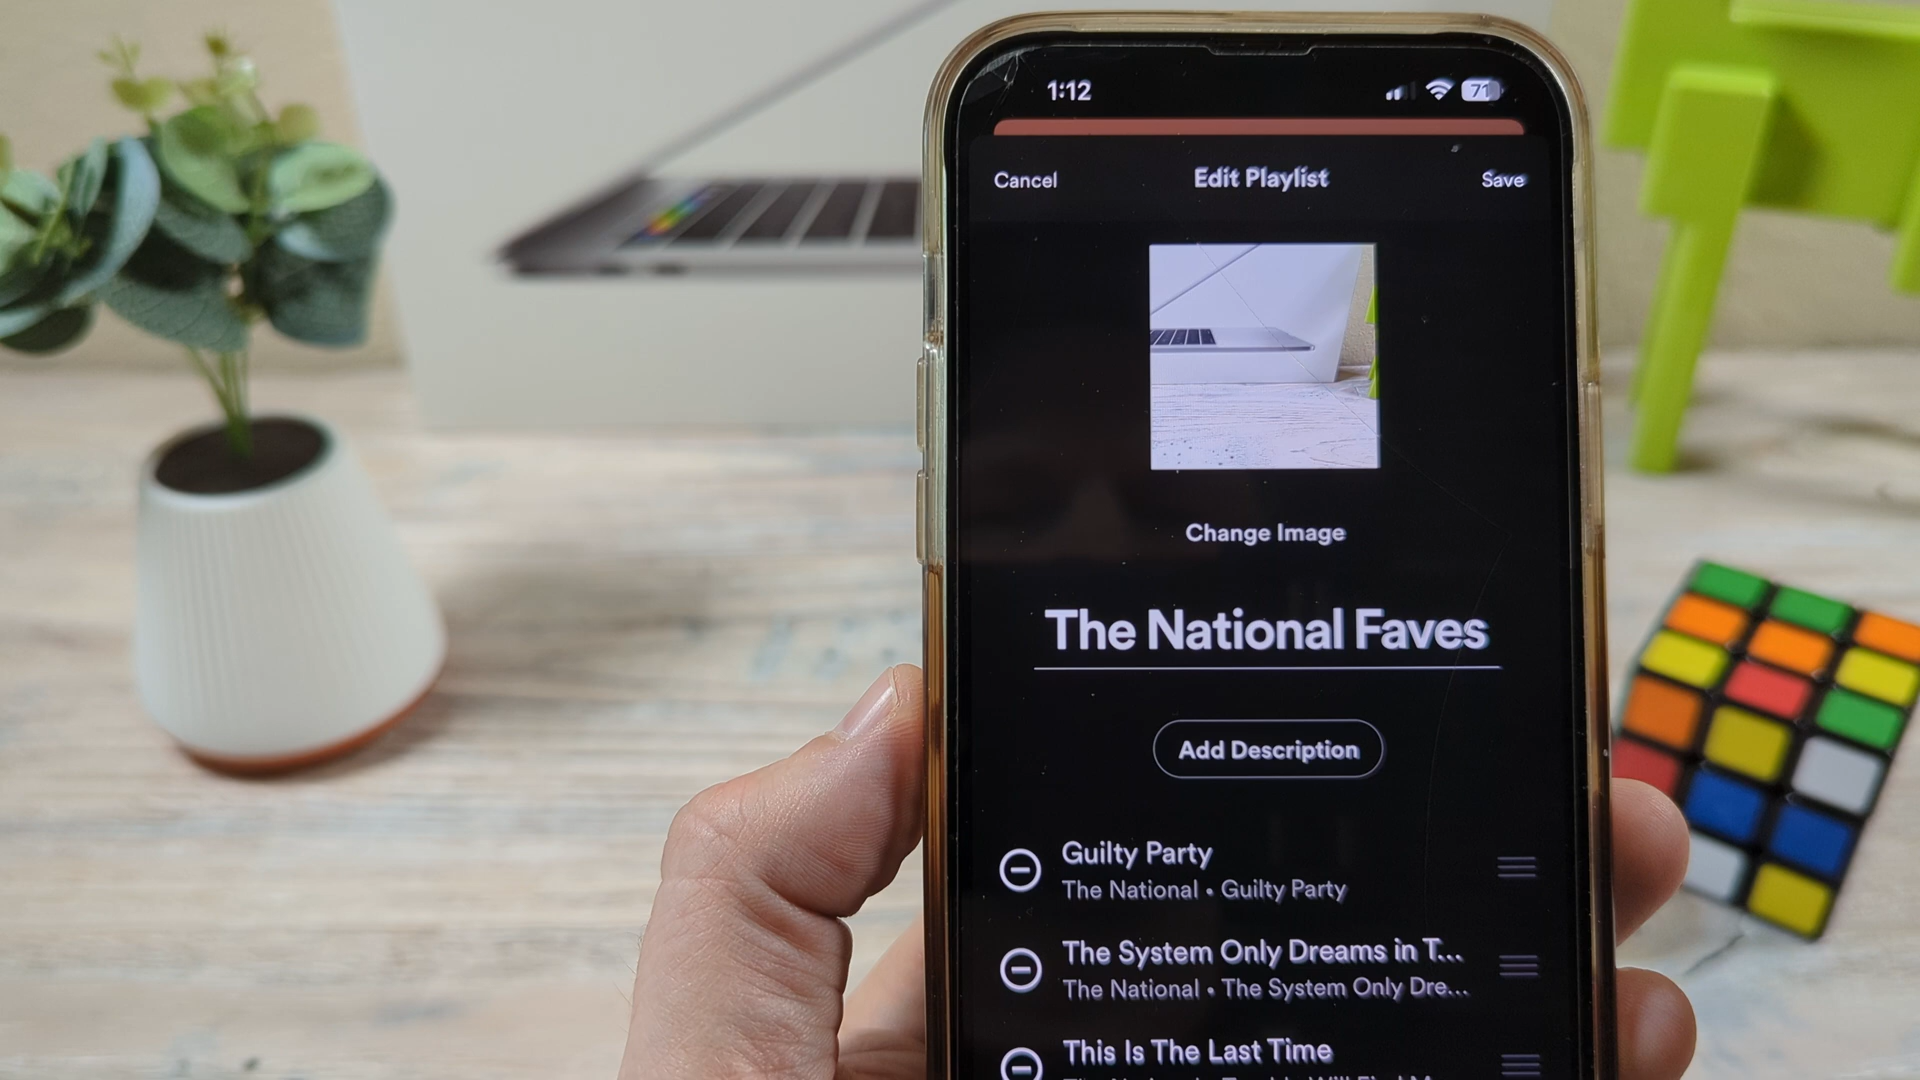 1:12
71
Cancel
Edit Playlist
Save
Change Image
The National Faves
Add Description
Guilty Party
The National • Guilty Party
The System Only Dreams in T...
The National • The System Only Dre...
This Is The Last Time